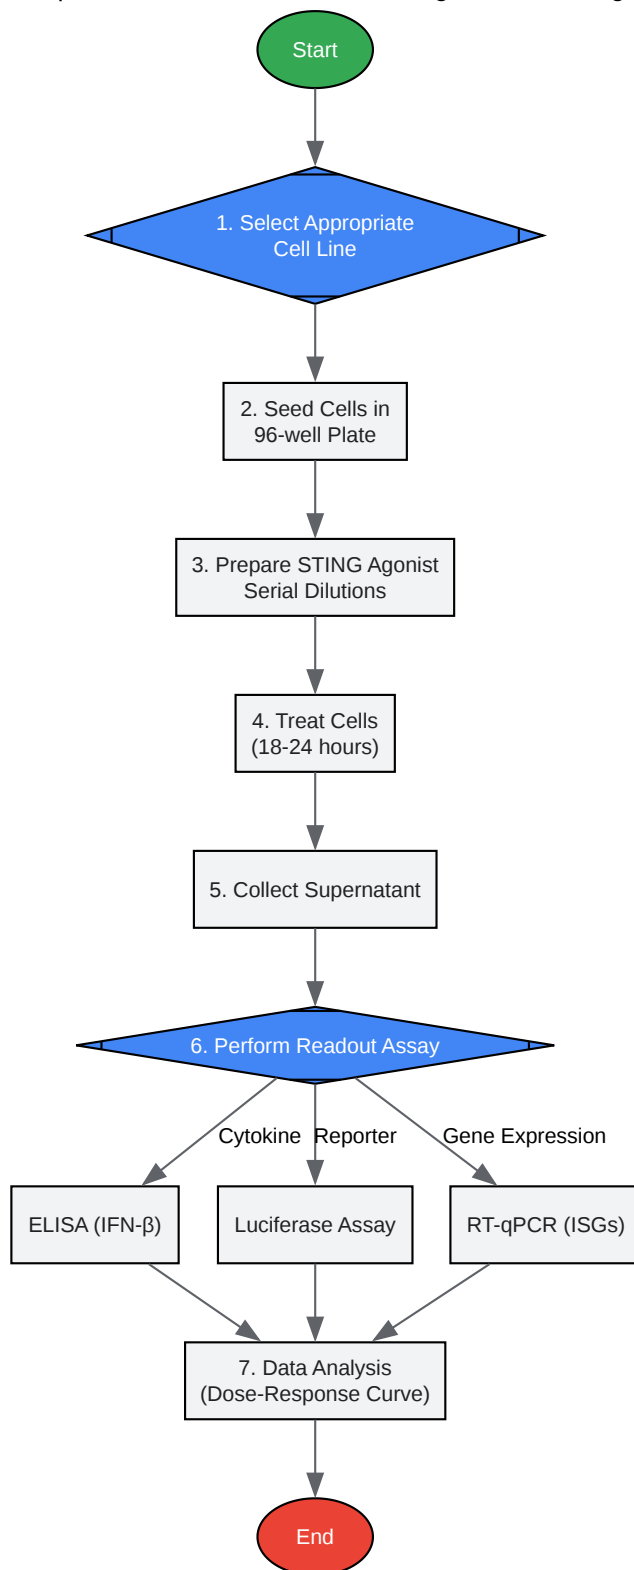 Start
1. Select Appropriate
Cell Line
2. Seed Cells in
96-well Plate
3. Prepare STING Agonist
Serial Dilutions
4. Treat Cells
(18-24 hours)
5. Collect Supernatant
6. Perform Readout Assay
Cytokine
Reporter
Gene Expression
ELISA (IFN-β)
Luciferase Assay
RT-qPCR (ISGs)
7. Data Analysis
(Dose-Response Curve)
End